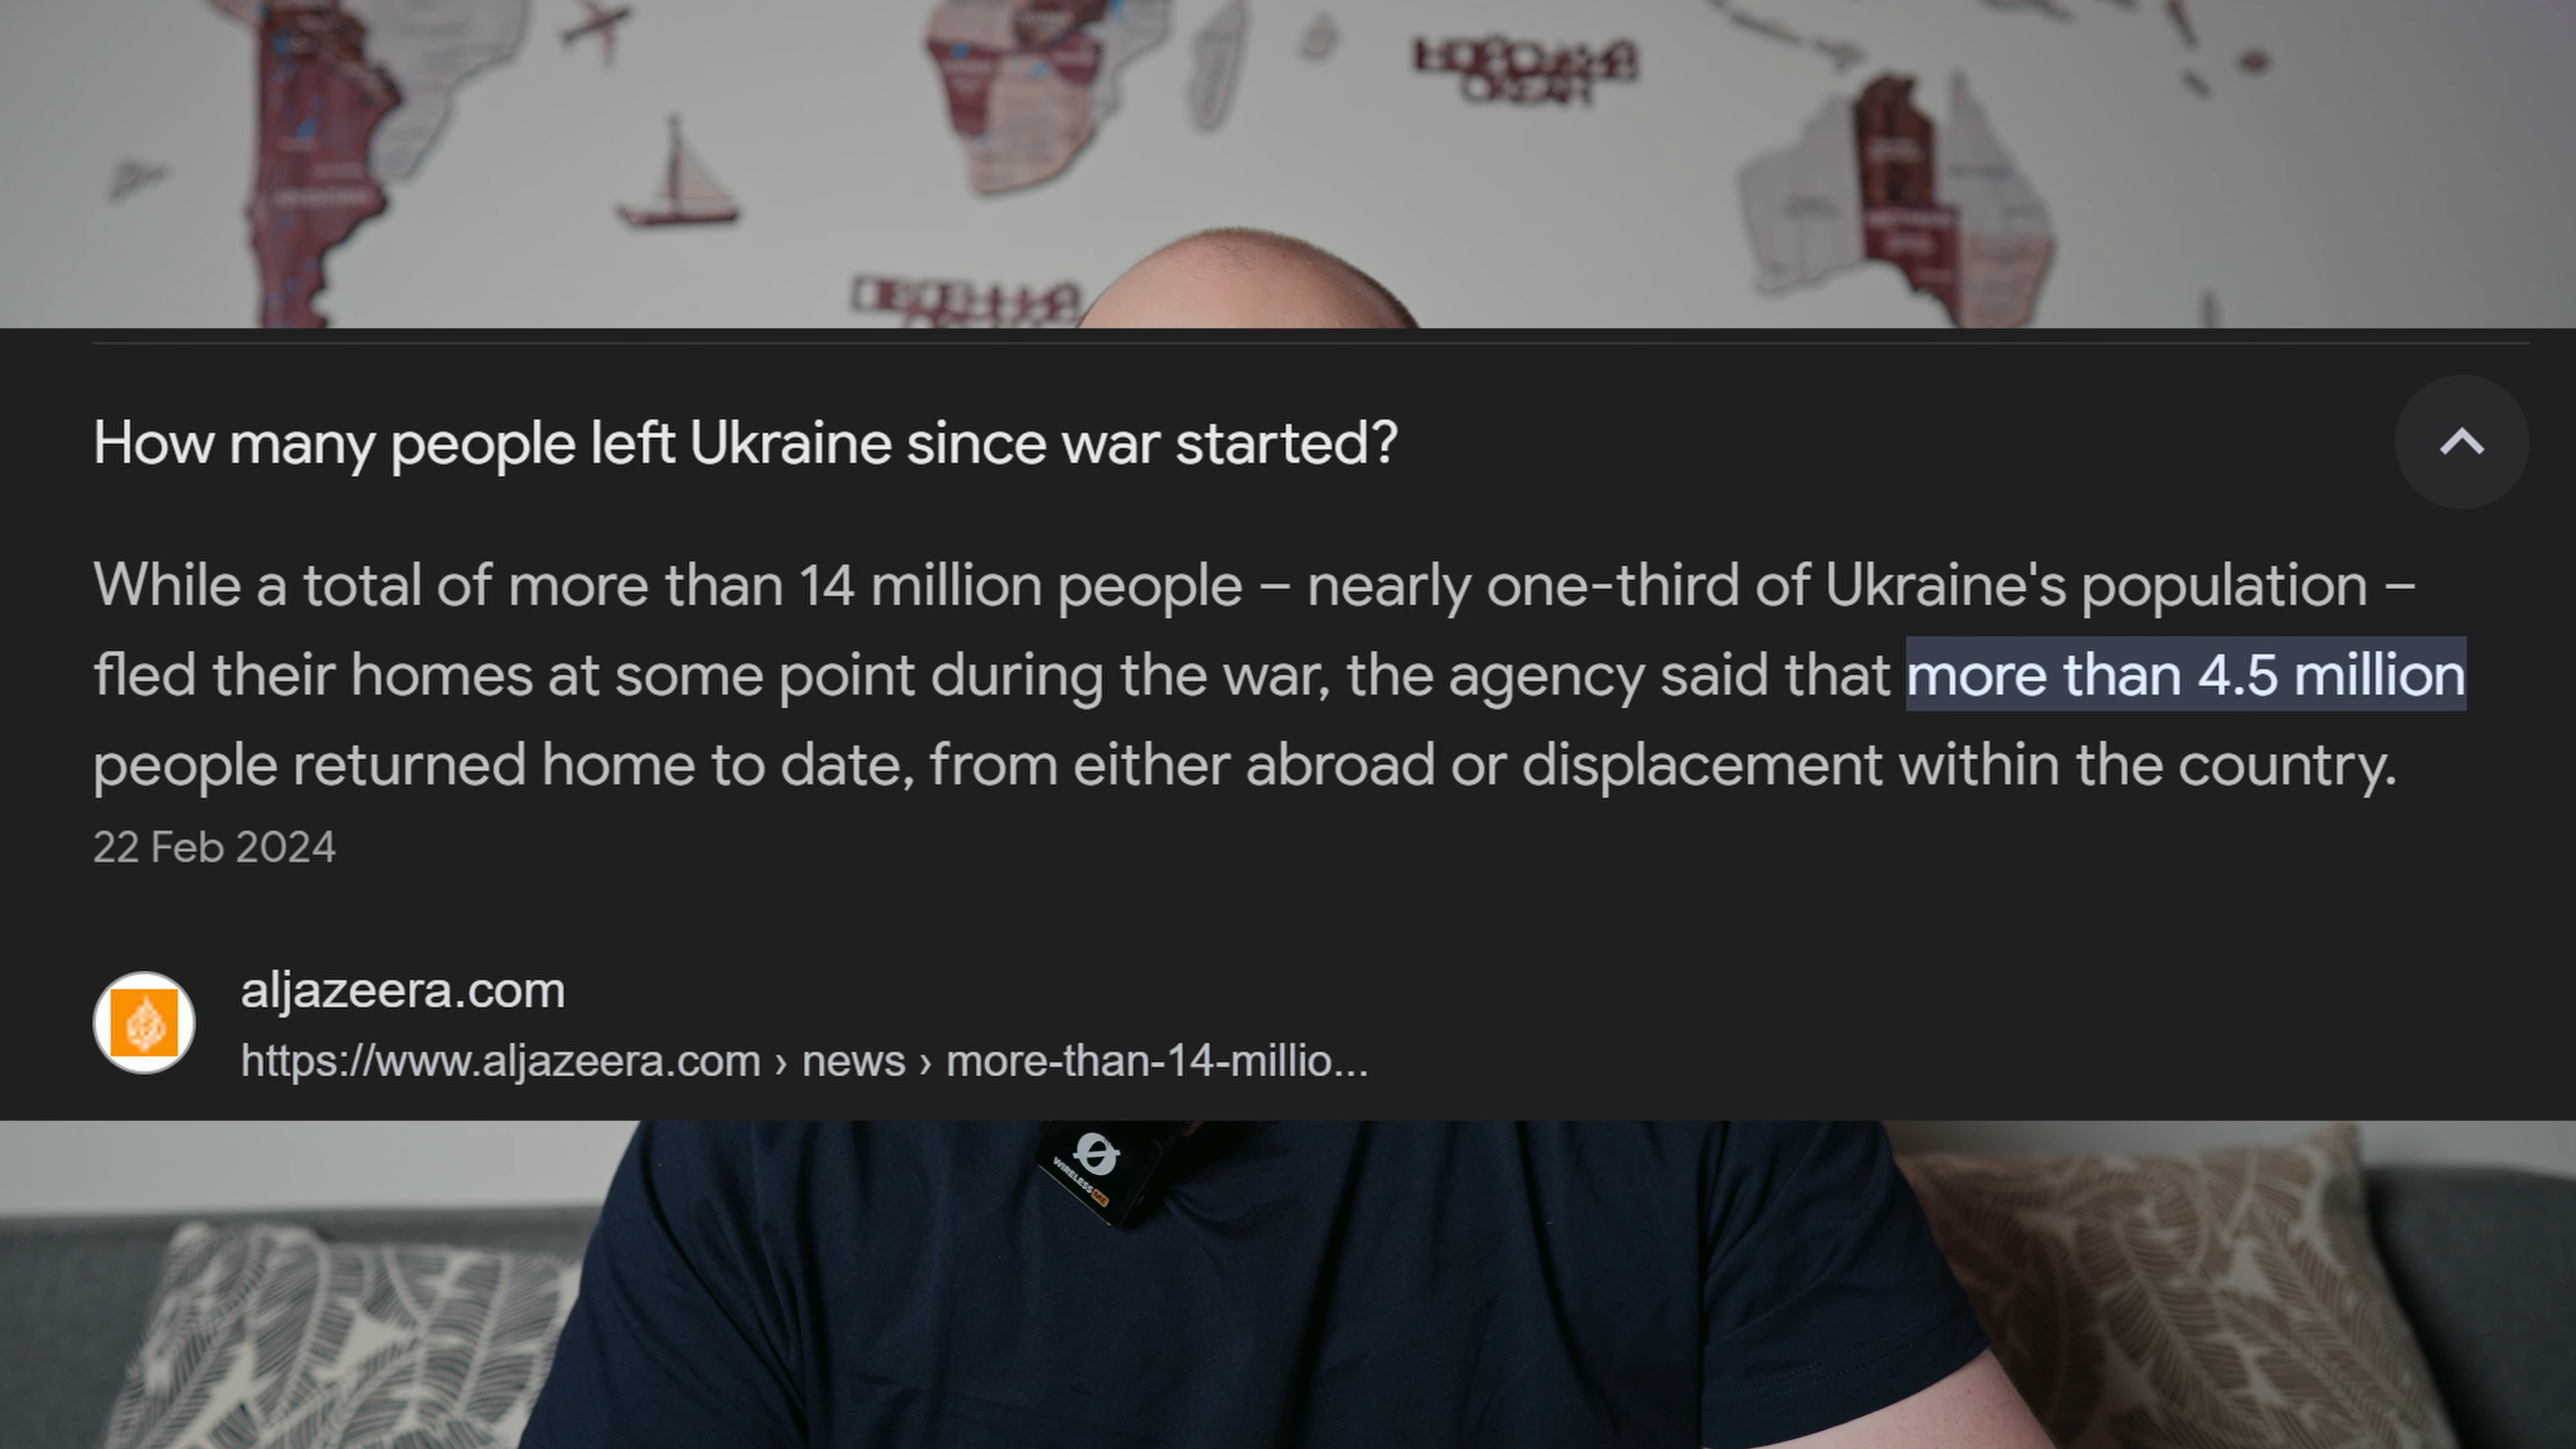 How many people left Ukraine since war started?
While a total of more than 14 million people – nearly one-third of Ukraine's population –
fled their homes at some point during the war, the agency said that more than 4.5 million
people returned home to date, from either abroad or displacement within the country.
22 Feb 2024
aljazeera.com
https://www.aljazeera.com › news › more-than-14-millio...
WIRELESS ME